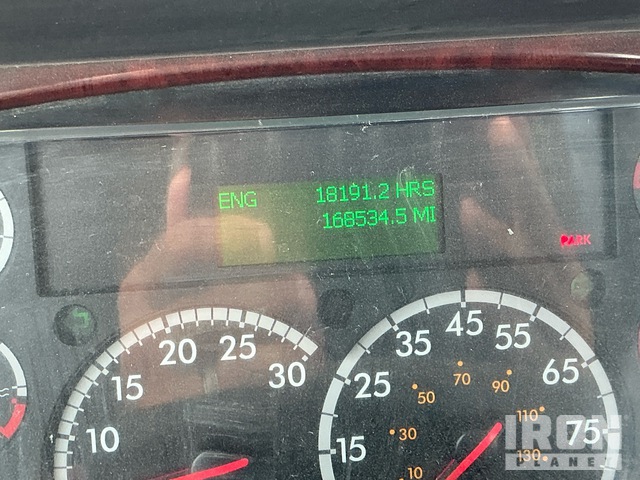 ENG 18191.2 HRS
168534.5 MI
PARK
10 15 20 25 30
15 25 35 45 55 65 75
10 30 50 70 90 110 130
IRON
PLANET